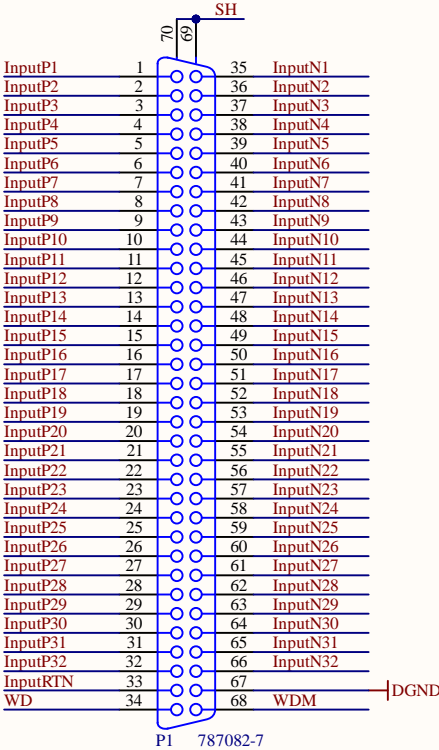 SH
70 69
InputP1 1 35 InputN1
InputP2 2 36 InputN2
InputP3 3 37 InputN3
InputP4 4 38 InputN4
InputP5 5 39 InputN5
InputP6 6 40 InputN6
InputP7 7 41 InputN7
InputP8 8 42 InputN8
InputP9 9 43 InputN9
InputP10 10 44 InputN10
InputP11 11 45 InputN11
InputP12 12 46 InputN12
InputP13 13 47 InputN13
InputP14 14 48 InputN14
InputP15 15 49 InputN15
InputP16 16 50 InputN16
InputP17 17 51 InputN17
InputP18 18 52 InputN18
InputP19 19 53 InputN19
InputP20 20 54 InputN20
InputP21 21 55 InputN21
InputP22 22 56 InputN22
InputP23 23 57 InputN23
InputP24 24 58 InputN24
InputP25 25 59 InputN25
InputP26 26 60 InputN26
InputP27 27 61 InputN27
InputP28 28 62 InputN28
InputP29 29 63 InputN29
InputP30 30 64 InputN30
InputP31 31 65 InputN31
InputP32 32 66 InputN32
InputRTN 33 67 DGND
WD 34 68 WDM
P1 787082-7